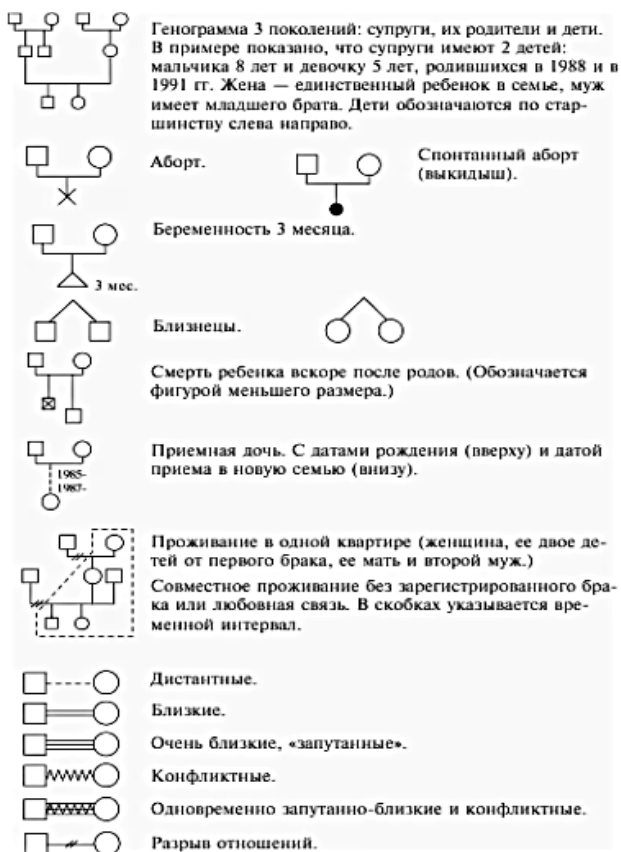 Генограмма 3 поколений: супруги, их родители и дети.
В примере показано, что супруги имеют 2 детей:
мальчика 8 лет и девочку 5 лет, родившихся в 1988 и в
1991 гг. Жена — единственный ребенок в семье, муж
имеет младшего брата. Дети обозначаются по стар-
шинству слева направо.
Аборт.
Спонтанный аборт
(выкидыш).
Беременность 3 месяца.
3 мес.
Близнецы.
Смерть ребенка вскоре после родов. (Обозначается
фигурой меньшего размера.)
Приемная дочь. С датами рождения (вверху) и датой
приема в новую семью (внизу).
1985-
1987-
Проживание в одной квартире (женщина, ее двое де-
тей от первого брака, ее мать и второй муж.)
Совместное проживание без зарегистрированного бра-
ка или любовная связь. В скобках указывается вре-
менной интервал.
Дистантные.
Близкие.
Очень близкие, «запутанные».
Конфликтные.
Одновременно запутанно-близкие и конфликтные.
Разрыв отношений.